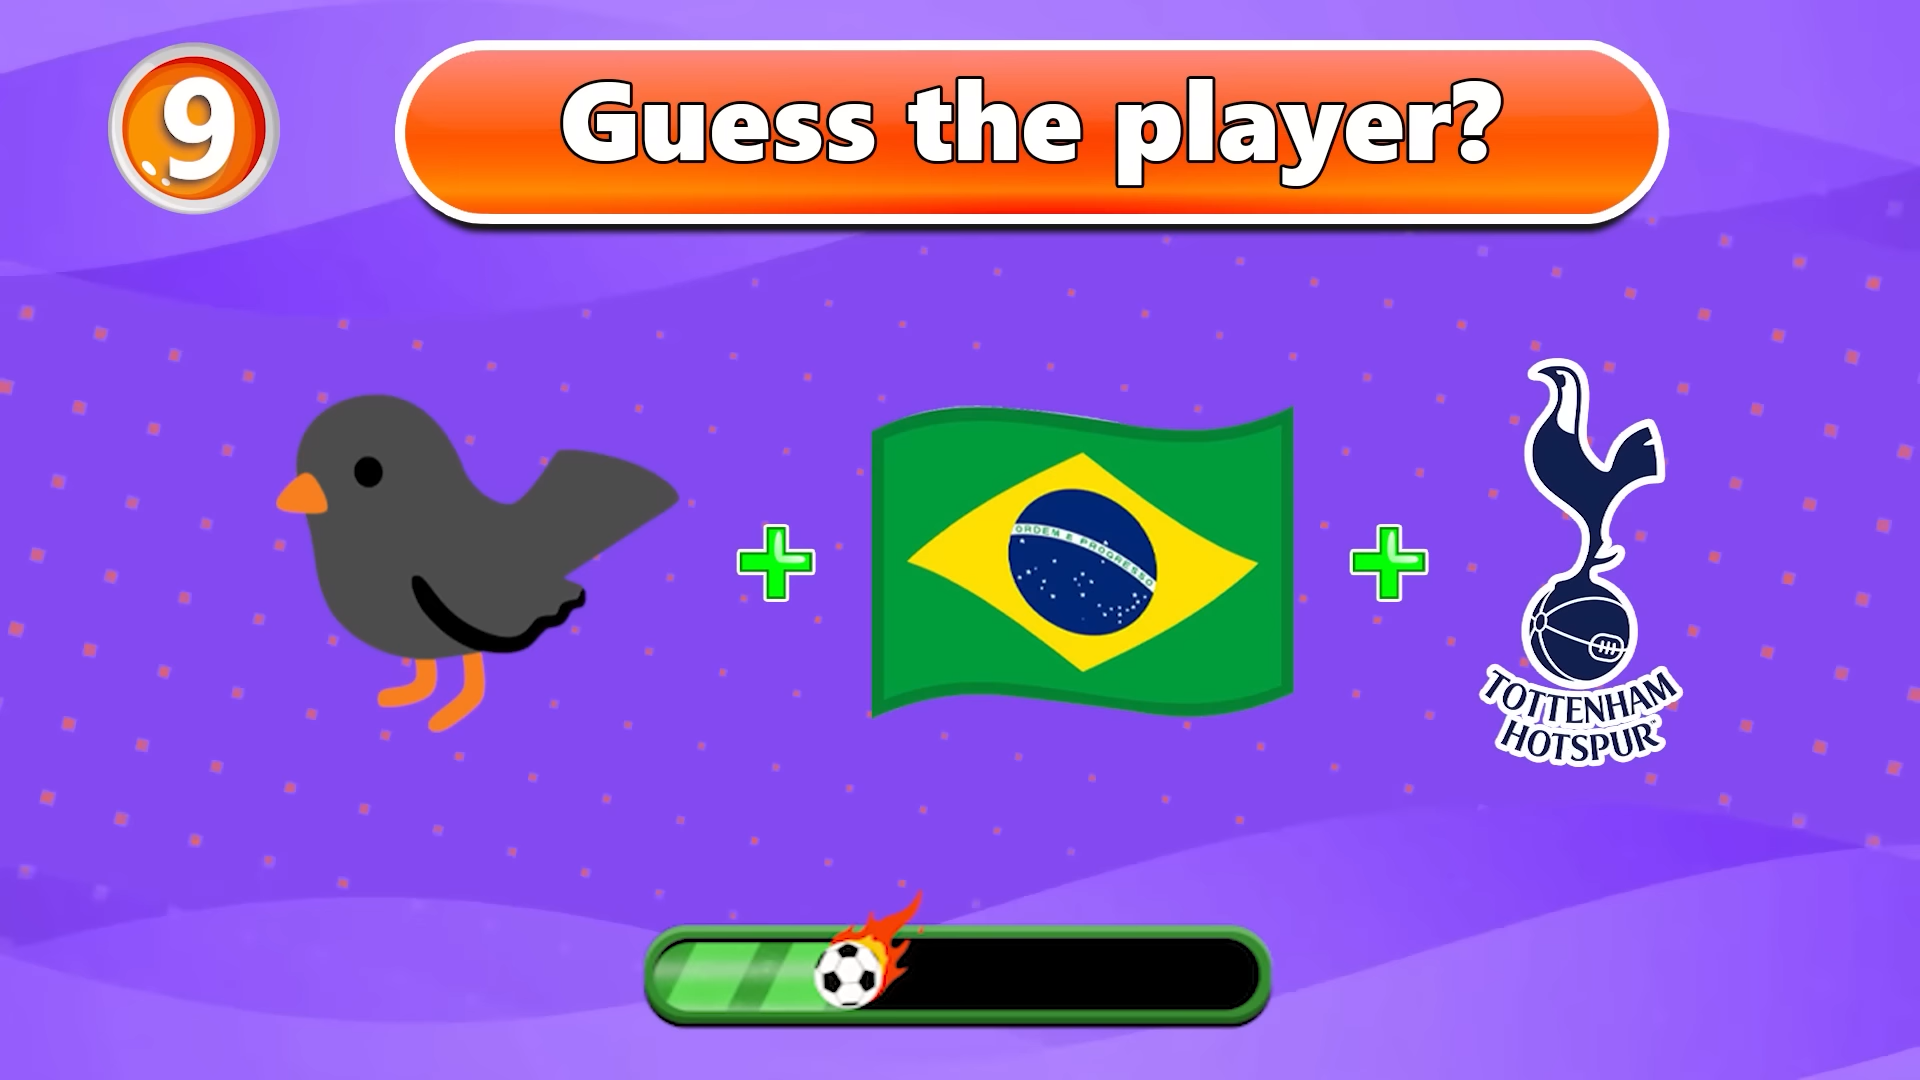 9
Guess the player?
ORDEM E PROGRESSO
TOTTENHAM
HOTSPUR